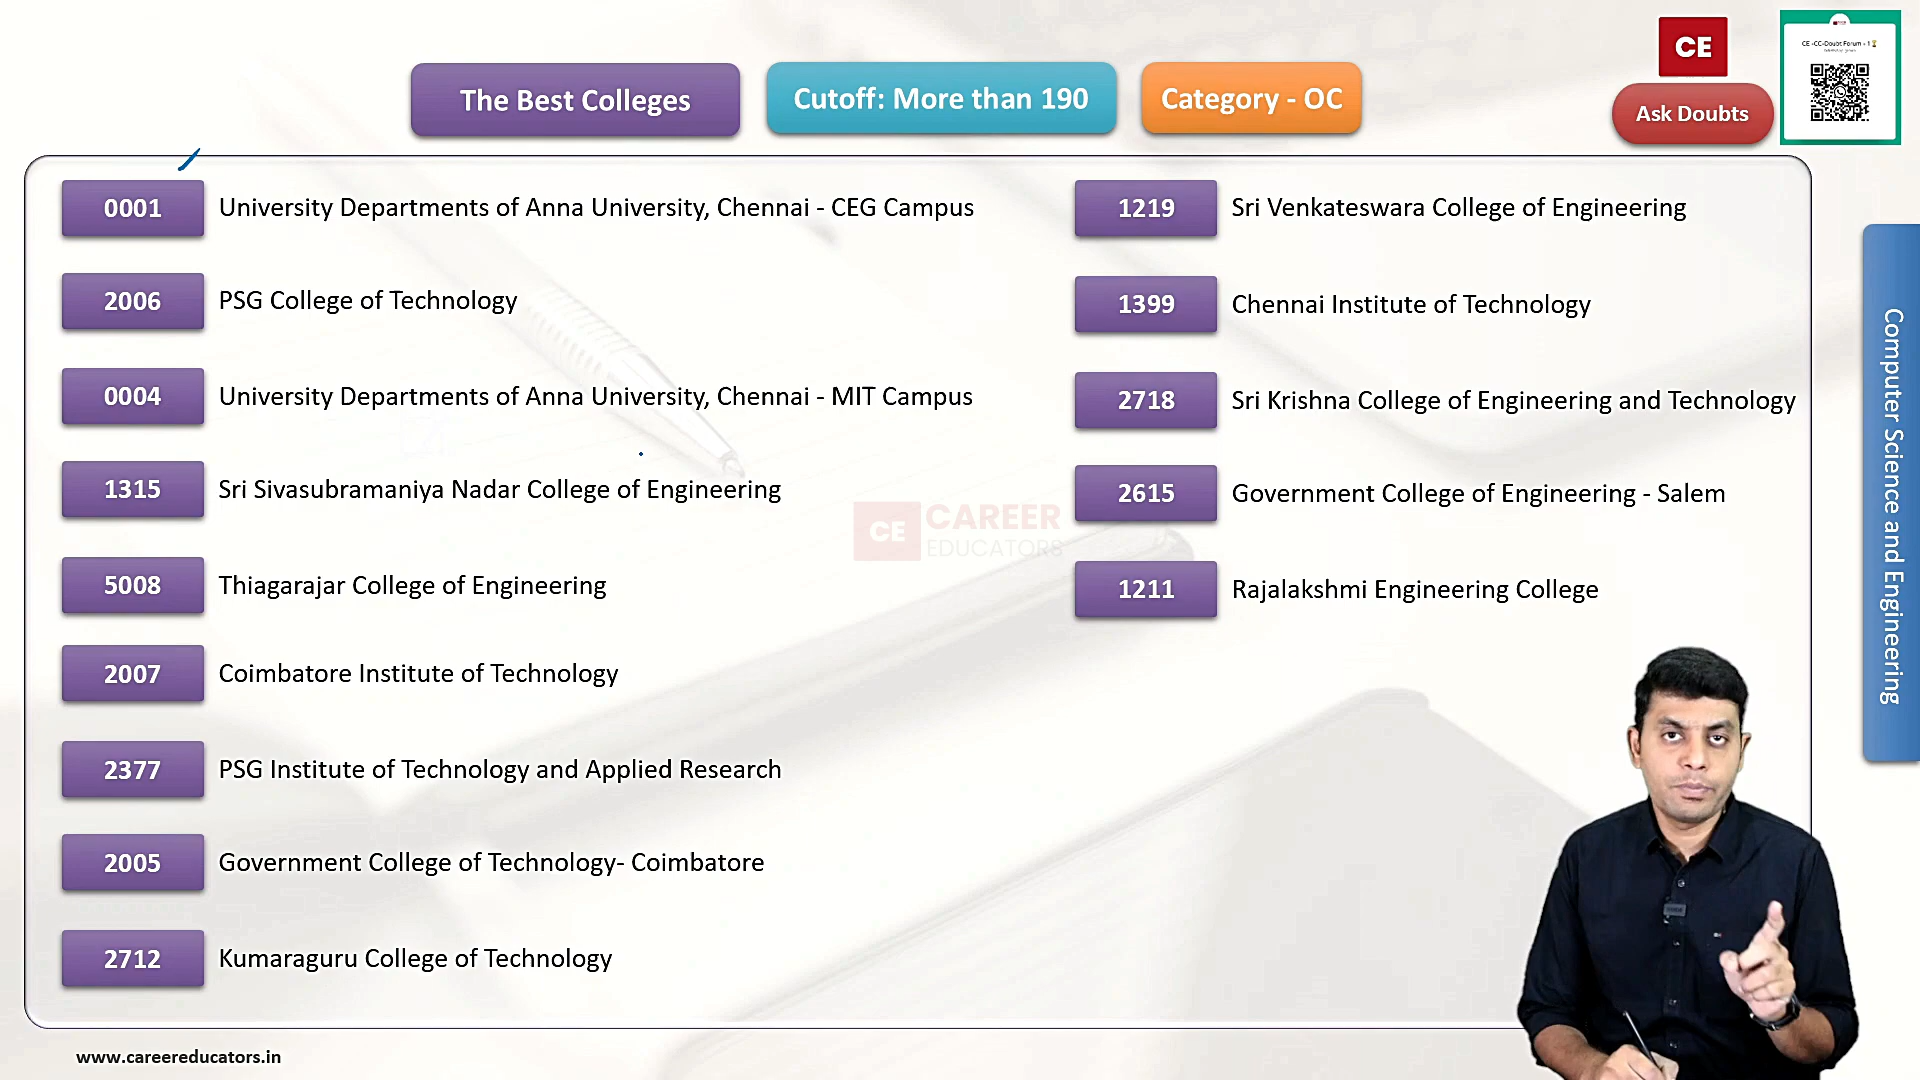 The Best Colleges
Cutoff: More than 190
Category - OC
CE
Ask Doubts
CE -CC-Doubt Forum - 1
0001 University Departments of Anna University, Chennai - CEG Campus
2006 PSG College of Technology
0004 University Departments of Anna University, Chennai - MIT Campus
1315 Sri Sivasubramaniya Nadar College of Engineering
5008 Thiagarajar College of Engineering
2007 Coimbatore Institute of Technology
2377 PSG Institute of Technology and Applied Research
2005 Government College of Technology- Coimbatore
2712 Kumaraguru College of Technology
1219 Sri Venkateswara College of Engineering
1399 Chennai Institute of Technology
2718 Sri Krishna College of Engineering and Technology
2615 Government College of Engineering - Salem
1211 Rajalakshmi Engineering College
CE CAREER
EDUCATORS
Computer Science and Engineering
www.careereducators.in